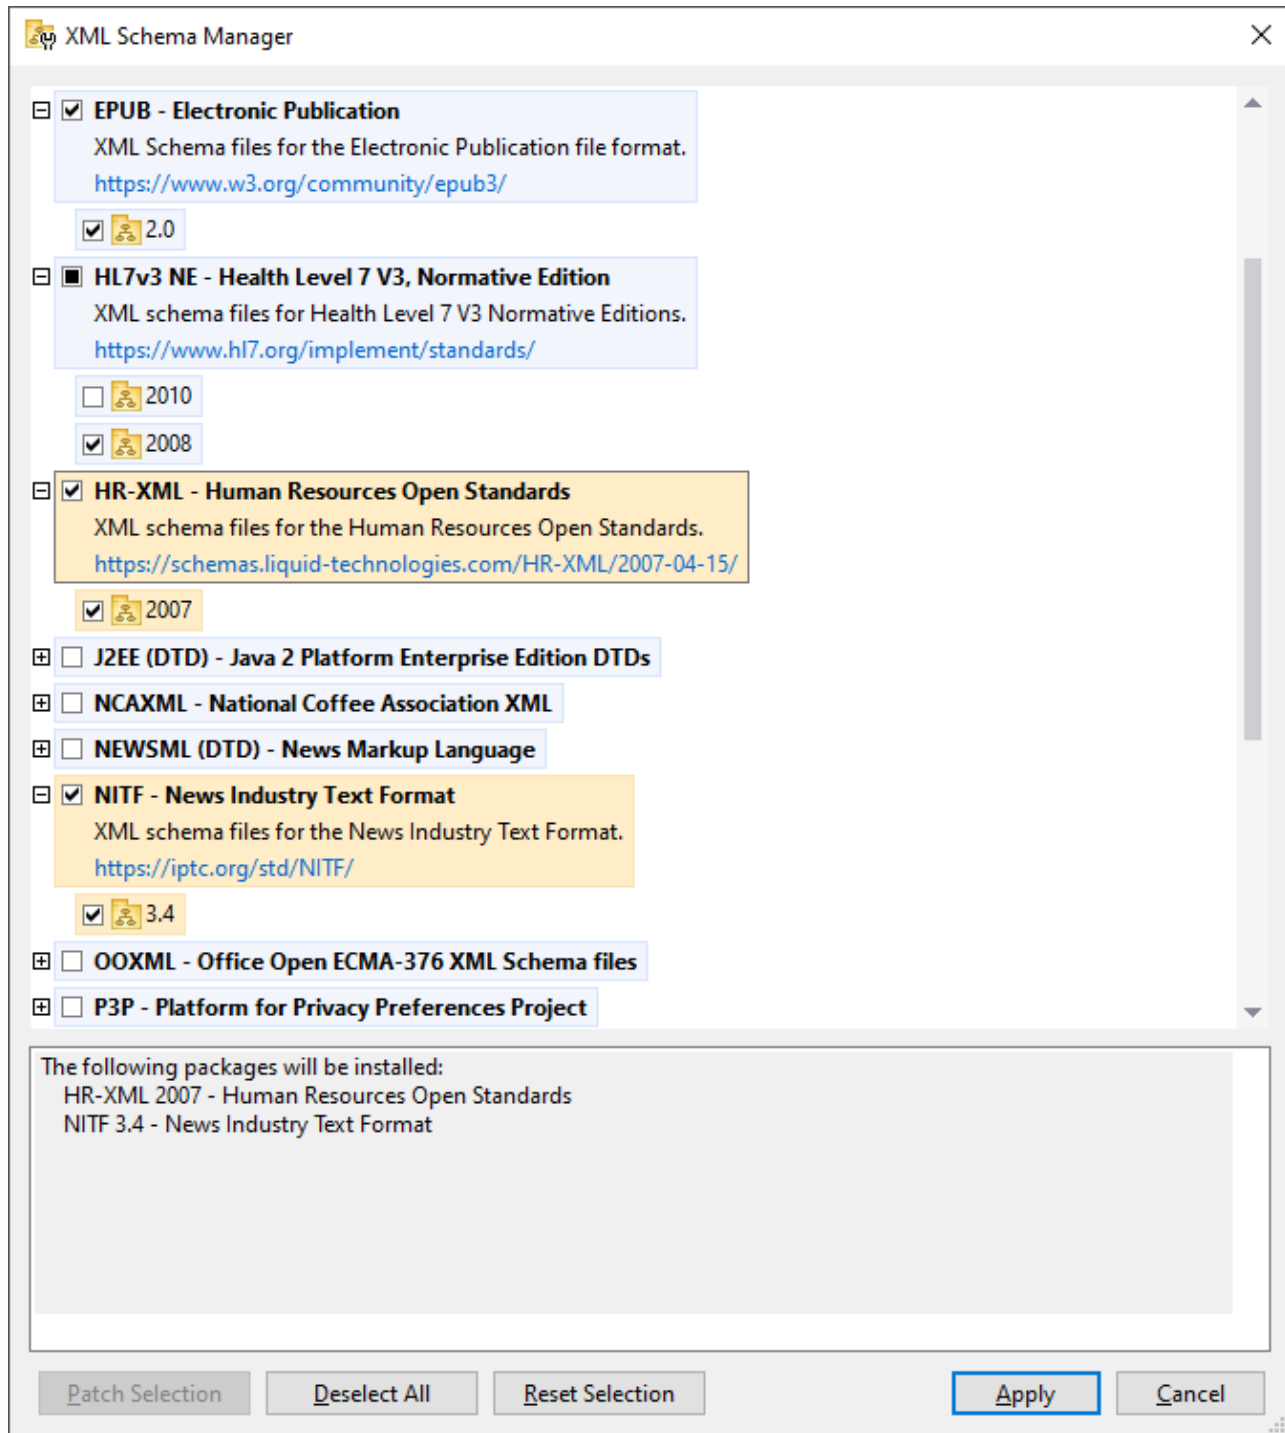 XML Schema Manager
EPUB - Electronic Publication
XML Schema files for the Electronic Publication file format.
https://www.w3.org/community/epub3/
2.0
HL7v3 NE - Health Level 7 V3, Normative Edition
XML schema files for Health Level 7 V3 Normative Editions.
https://www.hl7.org/implement/standards/
2010
2008
HR-XML - Human Resources Open Standards
XML schema files for the Human Resources Open Standards.
https://schemas.liquid-technologies.com/HR-XML/2007-04-15/
2007
J2EE (DTD) - Java 2 Platform Enterprise Edition DTDs
NCAXML - National Coffee Association XML
NEWSML (DTD) - News Markup Language
NITF - News Industry Text Format
XML schema files for the News Industry Text Format.
https://iptc.org/std/NITF/
3.4
OOXML - Office Open ECMA-376 XML Schema files
P3P - Platform for Privacy Preferences Project
The following packages will be installed:
HR-XML 2007 - Human Resources Open Standards
NITF 3.4 - News Industry Text Format
Patch Selection Deselect All Reset Selection Apply Cancel